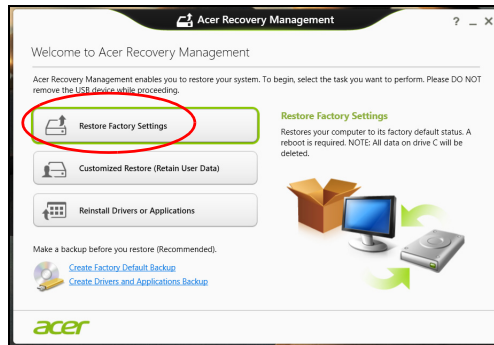 Acer Recovery Management
? _ X
Welcome to Acer Recovery Management
Acer Recovery Management enables you to restore your system. To begin, select the task you want to perform. Please DO NOT
remove the USB device while proceeding.
Restore Factory Settings
Customized Restore (Retain User Data)
Reinstall Drivers or Applications
Restore Factory Settings
Restores your computer to its factory default status. A
reboot is required. NOTE: All data on drive C will be
deleted.
Make a backup before you restore (Recommended).
Create Factory Default Backup
Create Drivers and Applications Backup
acer